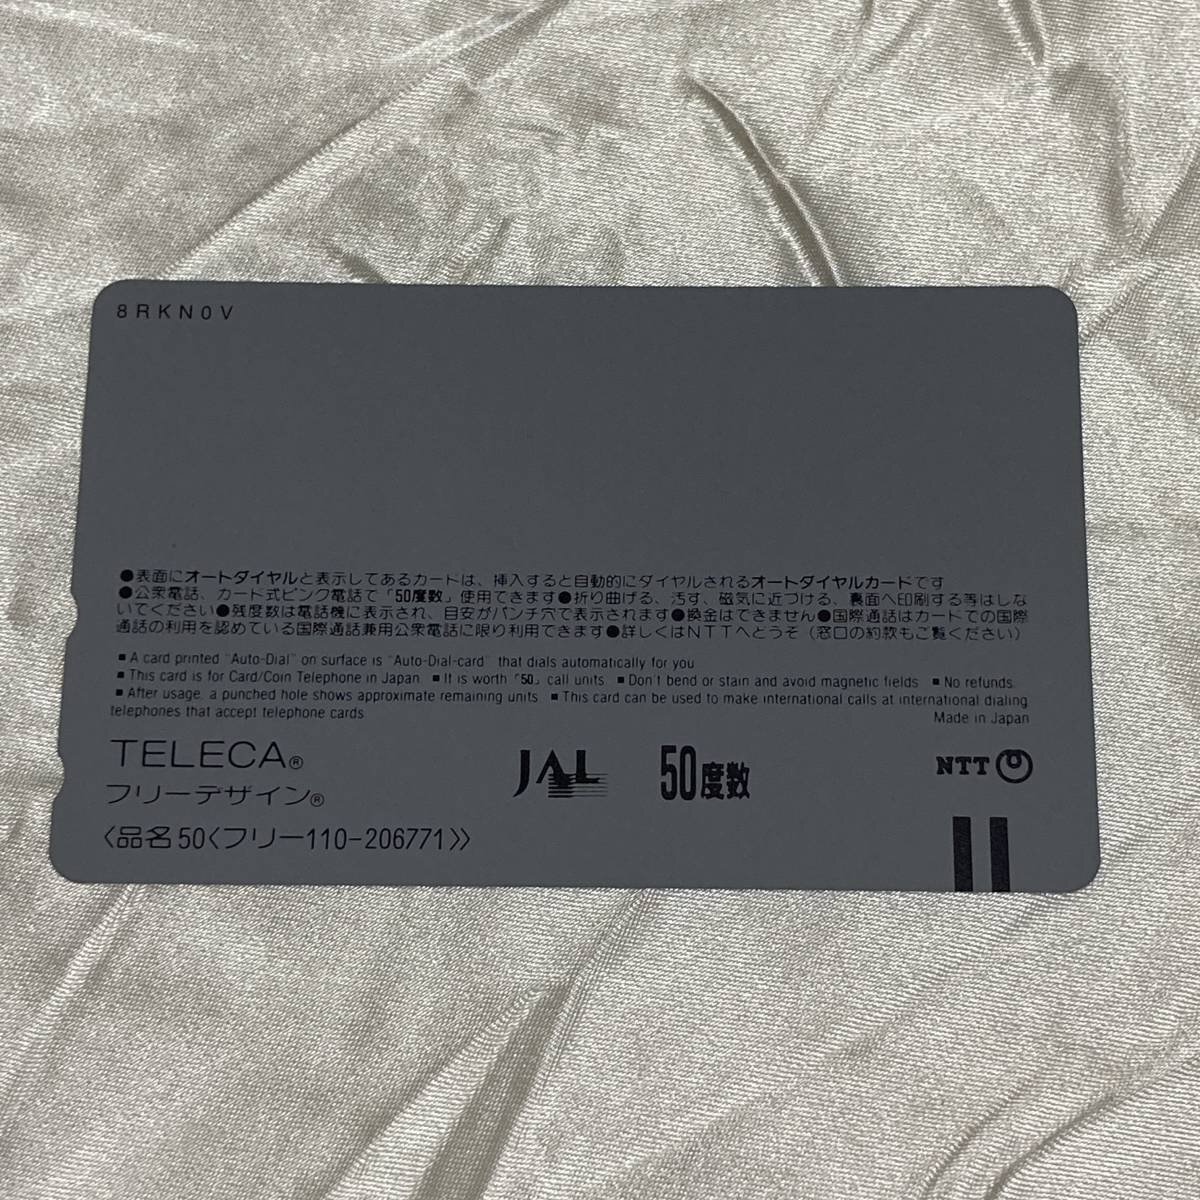 8RKN0V
●表面にオートダイヤルと表示してあるカードは、挿入すると自動的にダイヤルされるオートダイヤルカードです
●公衆電話、カード式ピンク電話で「50度数」使用できます●折り曲げる、汚す、磁気に近づける、裏面へ印刷する等はしな
いでください●残度数は電話機に表示され、目安がパンチ穴で表示されます●換金はできません●国際通話はカードでの国際
通話の利用を認めている国際通話兼用公衆電話に限り利用できます●詳しくはNTTへどうぞ(窓口の約款もご覧ください)
■A card printed "Auto-Dial" on surface is "Auto-Dial-card" that dials automatically for you
■This card is for Card/Coin Telephone in Japan ■It is worth「50」call units ■Don't bend or stain and avoid magnetic fields ■No refunds.
■After usage, a punched hole shows approximate remaining units ■This card can be used to make international calls at international dialing
telephones that accept telephone cards
Made in Japan
TELECA®
フリーデザイン®
JAL
50度数
NTT
〈品名50〈フリー110-206771〉〉